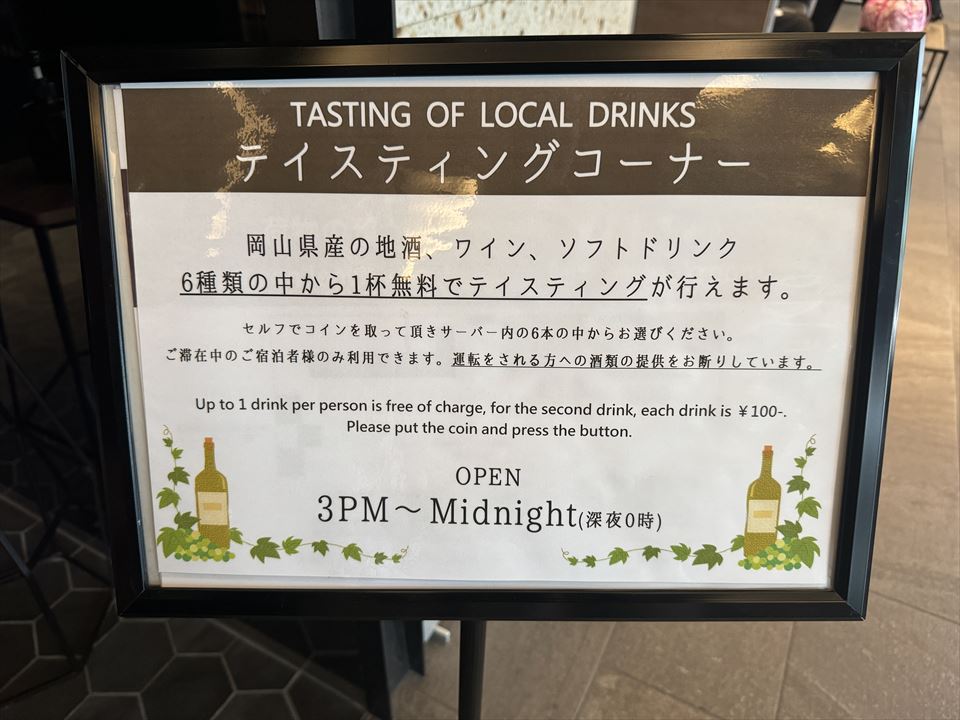 TASTING OF LOCAL DRINKS
テイスティングコーナー
岡山県産の地酒、ワイン、ソフトドリンク
6種類の中から1杯無料でテイスティングが行えます。
セルフでコインを取って頂きサーバー内の6本の中からお選びください。
ご滞在中のご宿泊者様のみ利用できます。運転をされる方への酒類の提供をお断りしています。
Up to 1 drink per person is free of charge, for the second drink, each drink is ￥100-.
Please put the coin and press the button.
OPEN
3PM～Midnight(深夜0時)